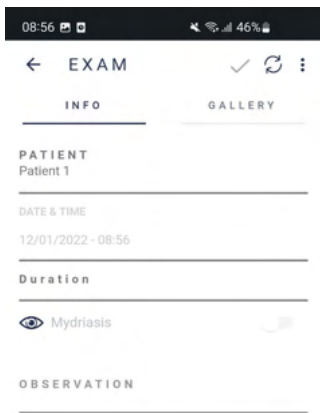 08:56 46%
EXAM
INFO GALLERY
PATIENT
Patient 1
DATE & TIME
12/01/2022 - 08:56
Duration
Mydriasis
OBSERVATION